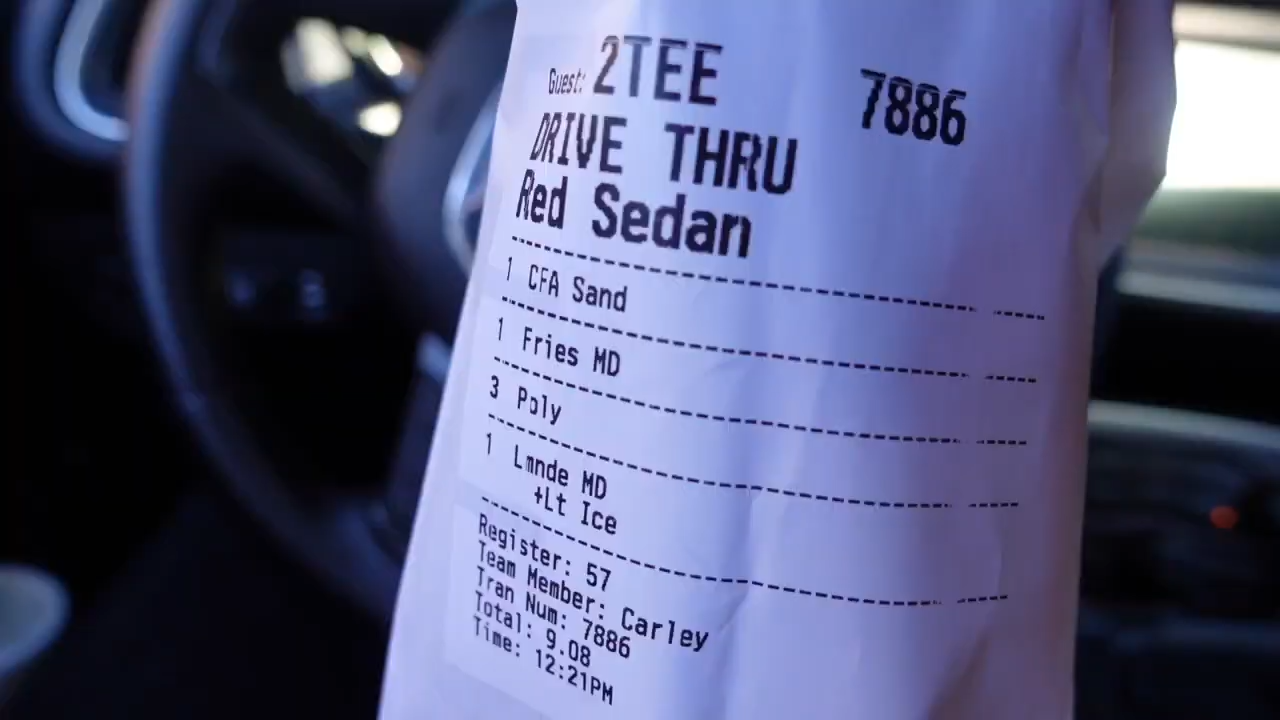 Guest: 2TEE 7886
DRIVE THRU
Red Sedan
1 CFA Sand
1 Fries MD
3 Poly
1 Lmnde MD
+Lt Ice
Register: 57
Team Member: Carley
Tran Num: 7886
Total: 9.08
Time: 12:21PM